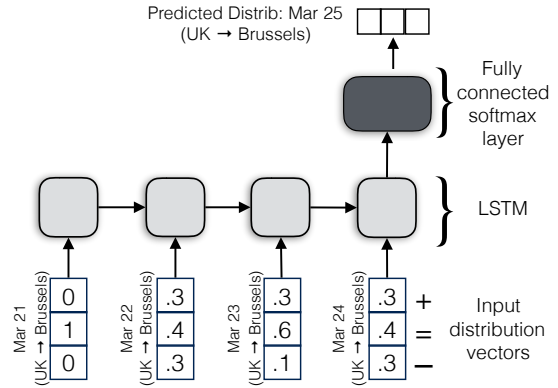 Predicted Distrib: Mar 25
(UK → Brussels)
Fully
connected
softmax
layer
LSTM
Mar 21
(UK → Brussels)
0
1
0
Mar 22
(UK → Brussels)
.3
.4
.3
Mar 23
(UK → Brussels)
.3
.6
.1
Mar 24
(UK → Brussels)
.3 +
.4 =
.3 −
Input
distribution
vectors